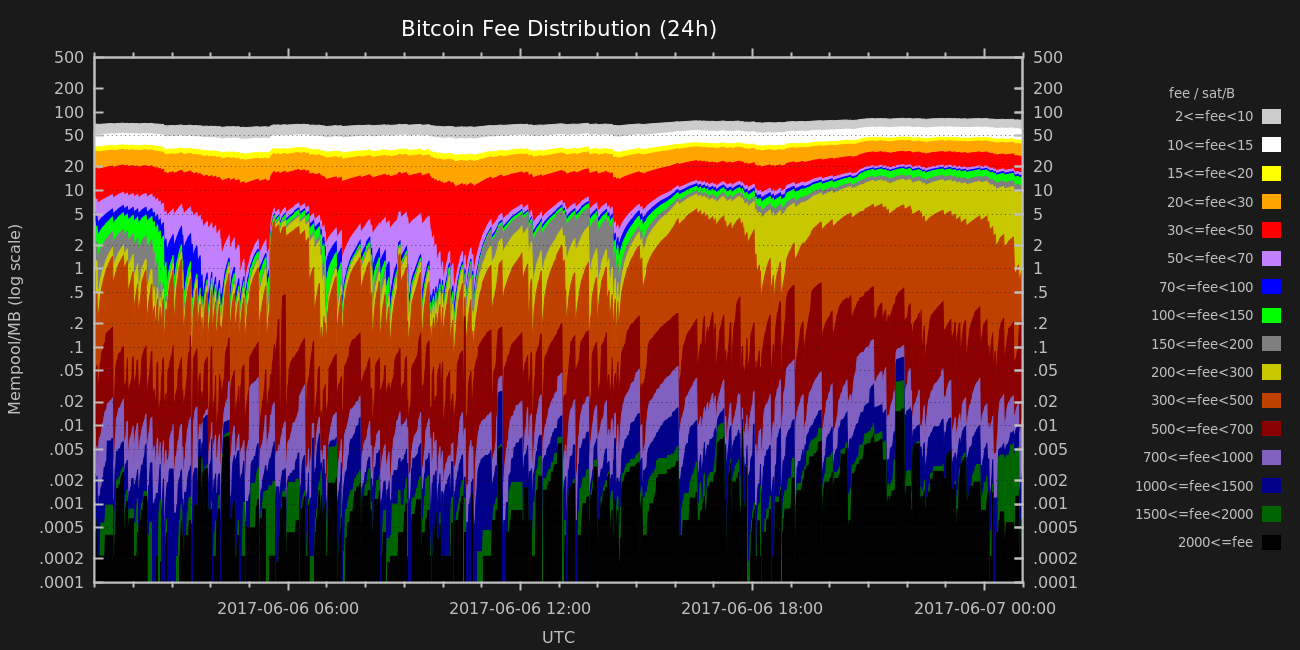 Bitcoin Fee Distribution (24h)
Mempool/MB (log scale)
500
200
100
50
20
10
5
2
1
.5
.2
.1
.05
.02
.01
.005
.002
.001
.0005
.0002
.0001
500
200
100
50
20
10
5
2
1
.5
.2
.1
.05
.02
.01
.005
.002
.001
.0005
.0002
.0001
2017-06-06 06:00
2017-06-06 12:00
2017-06-06 18:00
2017-06-07 00:00
UTC
fee / sat/B
2<=fee<10
10<=fee<15
15<=fee<20
20<=fee<30
30<=fee<50
50<=fee<70
70<=fee<100
100<=fee<150
150<=fee<200
200<=fee<300
300<=fee<500
500<=fee<700
700<=fee<1000
1000<=fee<1500
1500<=fee<2000
2000<=fee